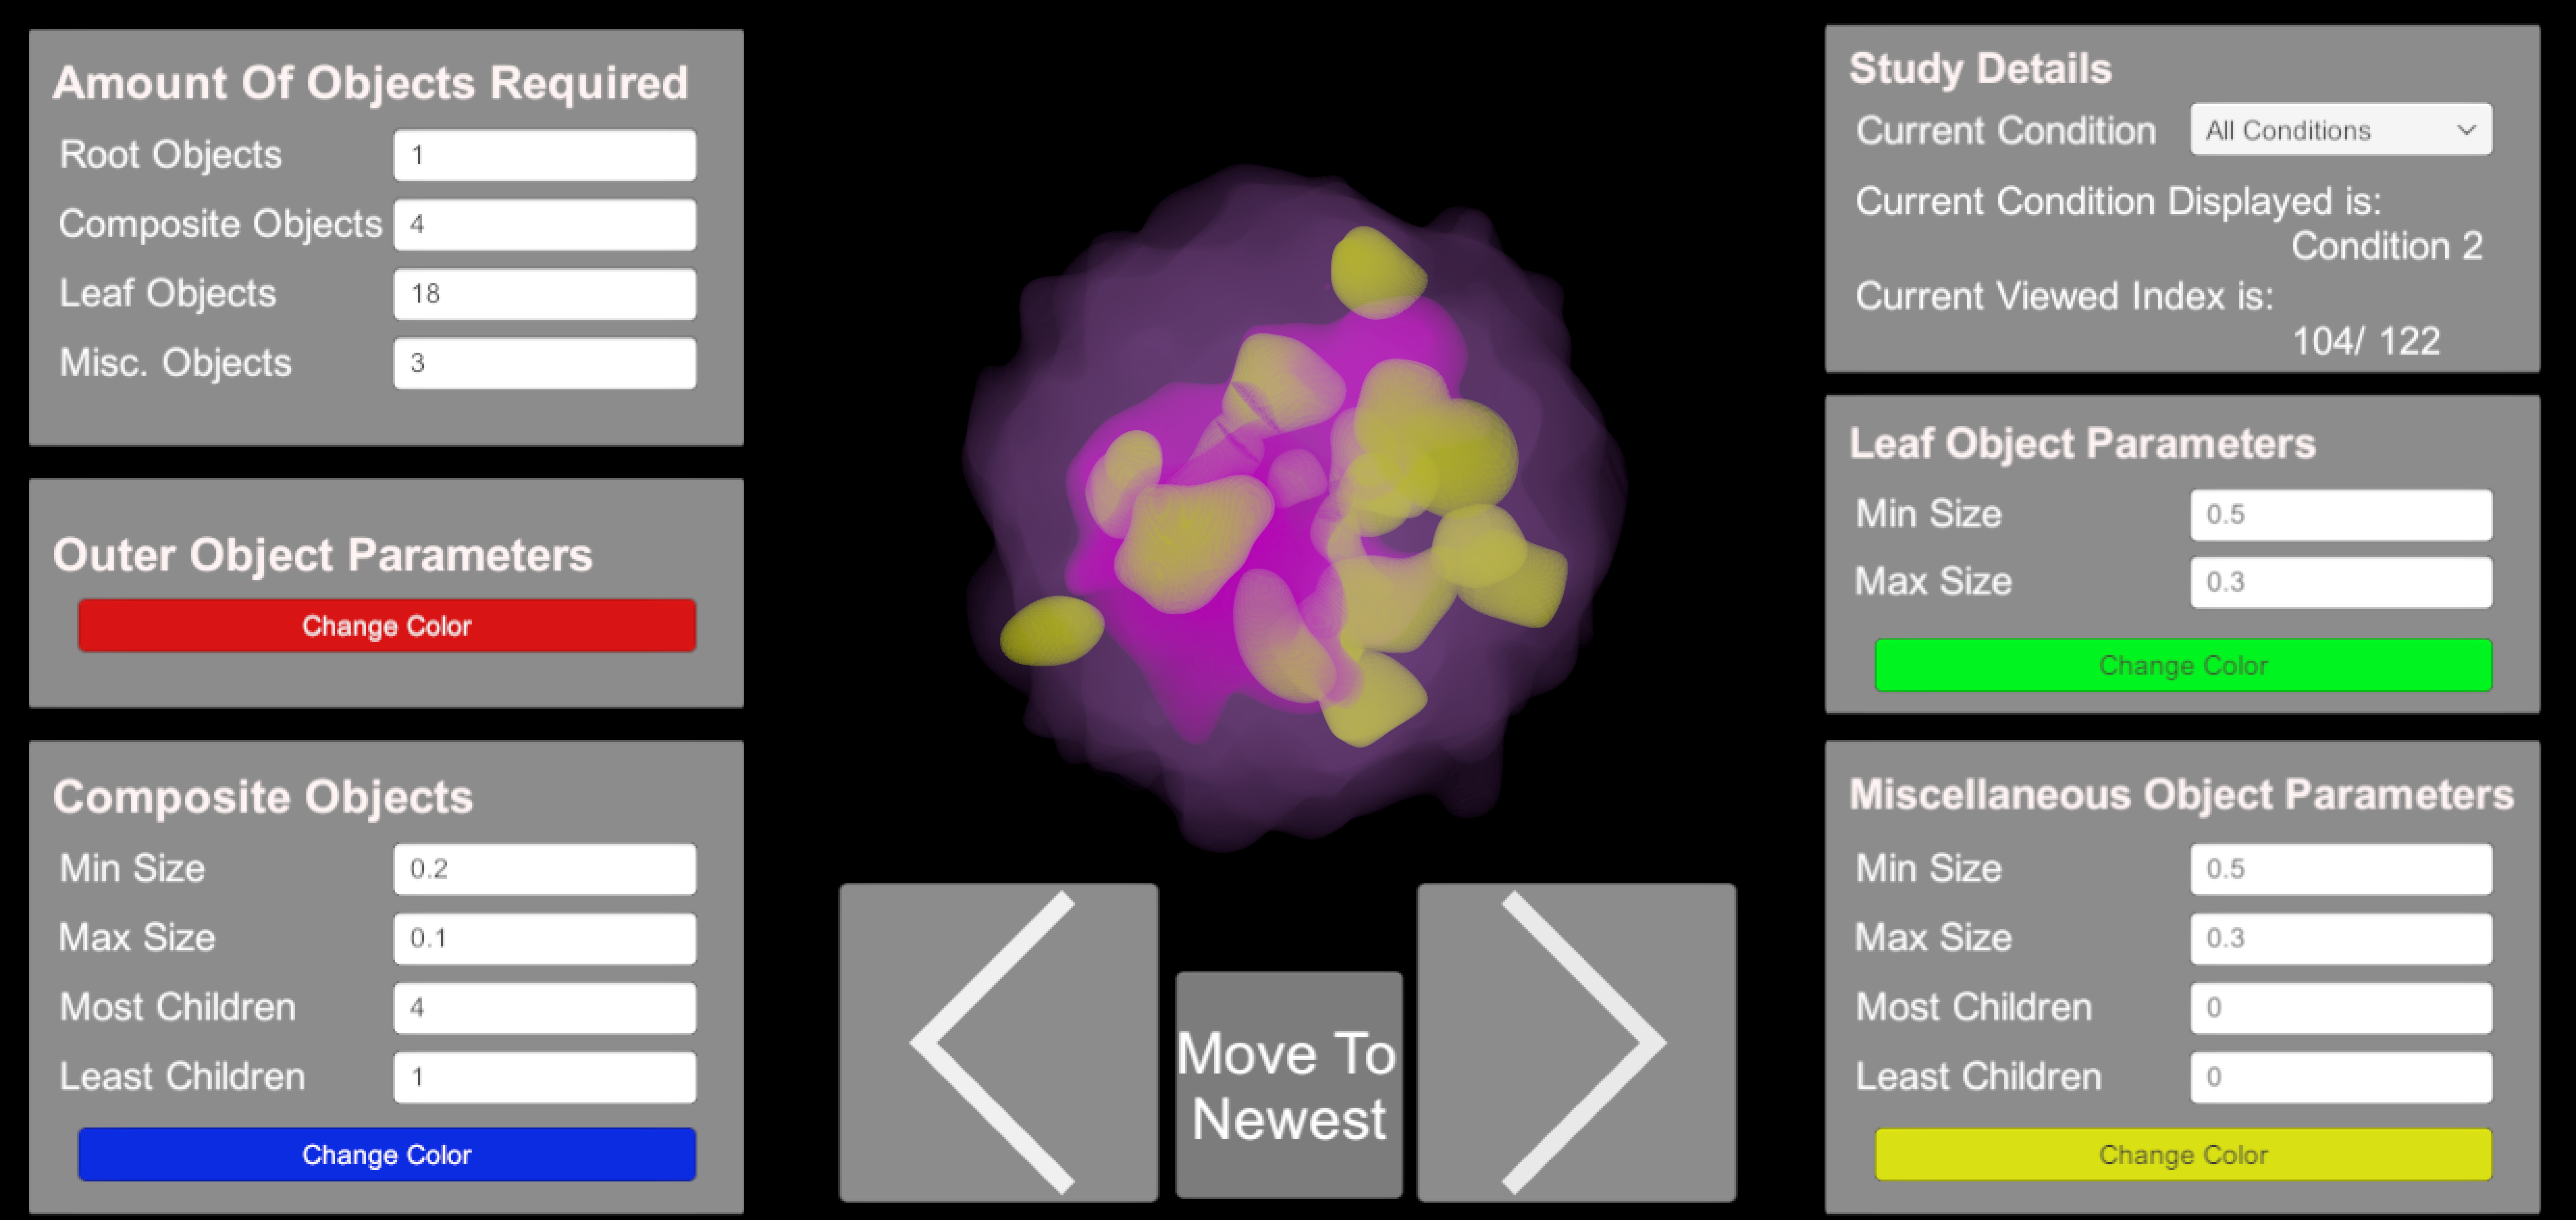 Amount Of Objects Required
Root Objects 1
Composite Objects 4
Leaf Objects 18
Misc. Objects 3
Outer Object Parameters
Change Color
Composite Objects
Min Size 0.2
Max Size 0.1
Most Children 4
Least Children 1
Change Color
Move To
Newest
Study Details
Current Condition All Conditions
Current Condition Displayed is:
Condition 2
Current Viewed Index is:
104/ 122
Leaf Object Parameters
Min Size 0.5
Max Size 0.3
Change Color
Miscellaneous Object Parameters
Min Size 0.5
Max Size 0.3
Most Children 0
Least Children 0
Change Color